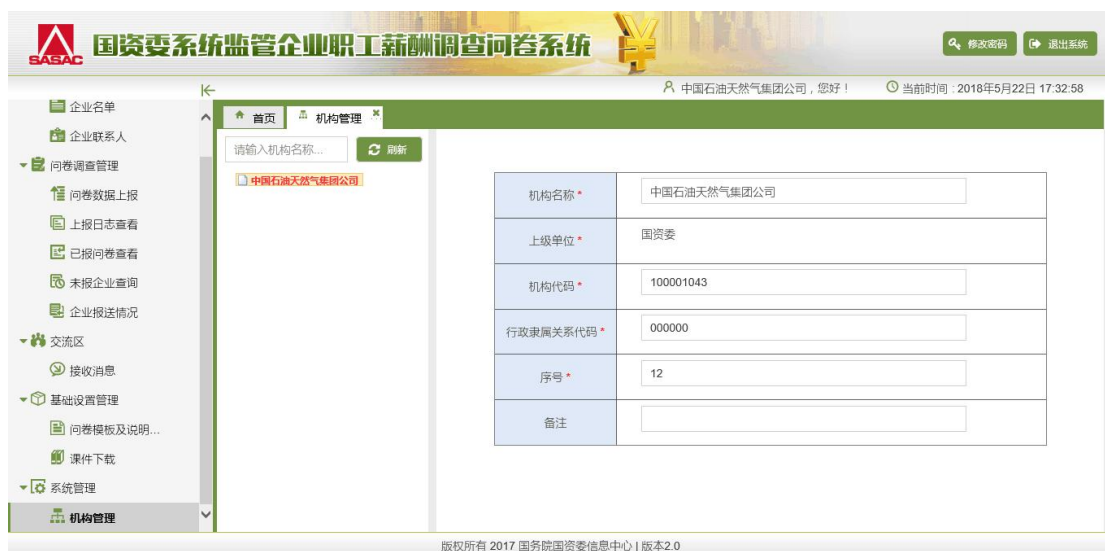 SASAC
国资委系统监管企业职工薪酬调查问卷系统
修改密码
退出系统
中国石油天然气集团公司,您好!
当前时间:2018年5月22日 17:32:58
企业名单
企业联系人
问卷调查管理
问卷数据上报
上报日志查看
已报问卷查看
未报企业查询
企业报送情况
交流区
接收消息
基础设置管理
问卷模板及说明...
课件下载
系统管理
机构管理
首页
机构管理
请输入机构名称...
刷新
中国石油天然气集团公司
机构名称* 中国石油天然气集团公司
上级单位* 国资委
机构代码* 100001043
行政隶属关系代码* 000000
序号* 12
备注
版权所有 2017 国务院国资委信息中心 | 版本2.0